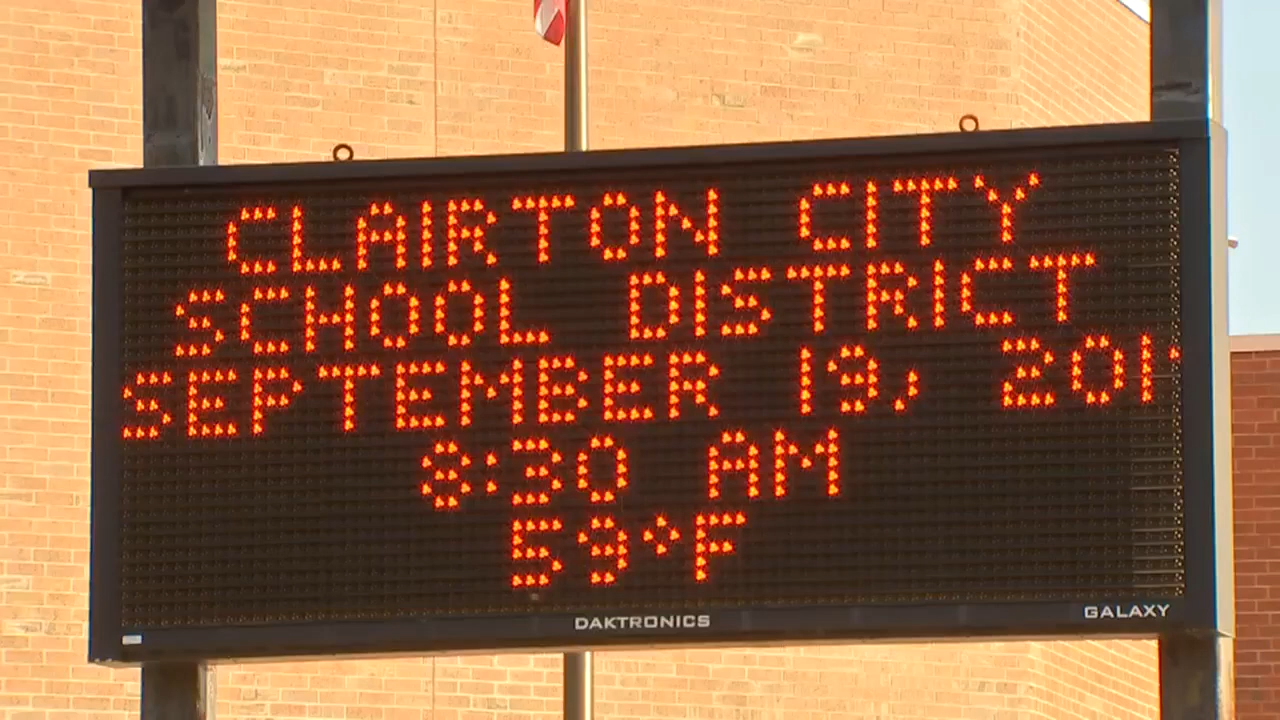 CLAIRTON CITY
SCHOOL DISTRICT
SEPTEMBER 19, 201
8:30 AM
59°F
DAKTRONICS
GALAXY